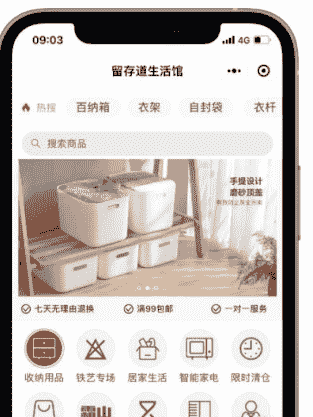 09:03 4G
留存道生活馆
热搜 百纳箱 衣架 自封袋 衣杆
搜索商品
手提设计
磨砂顶盖
七天无理由退换 满99包邮 一对一服务
收纳用品 铁艺专场 居家生活 智能家电 限时清仓